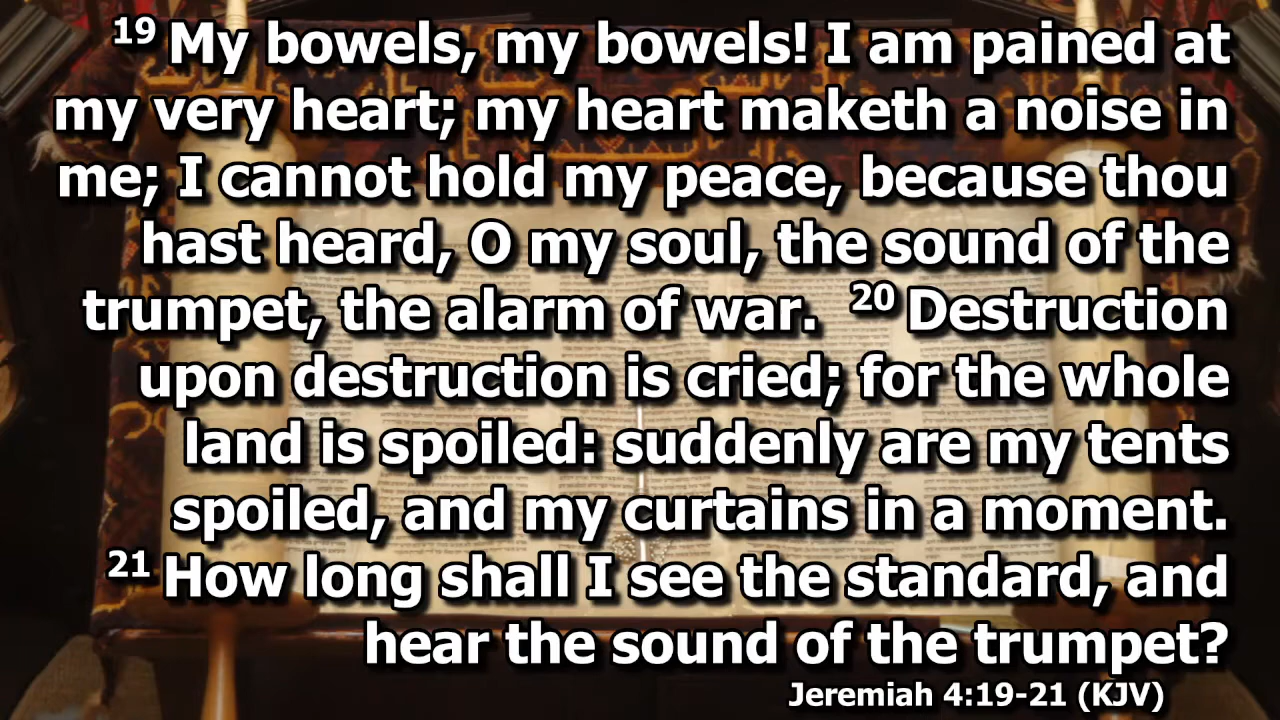 19 My bowels, my bowels! I am pained at
my very heart; my heart maketh a noise in
me; I cannot hold my peace, because thou
hast heard, O my soul, the sound of the
trumpet, the alarm of war. 20 Destruction
upon destruction is cried; for the whole
land is spoiled: suddenly are my tents
spoiled, and my curtains in a moment.
21 How long shall I see the standard, and
hear the sound of the trumpet?
Jeremiah 4:19-21 (KJV)